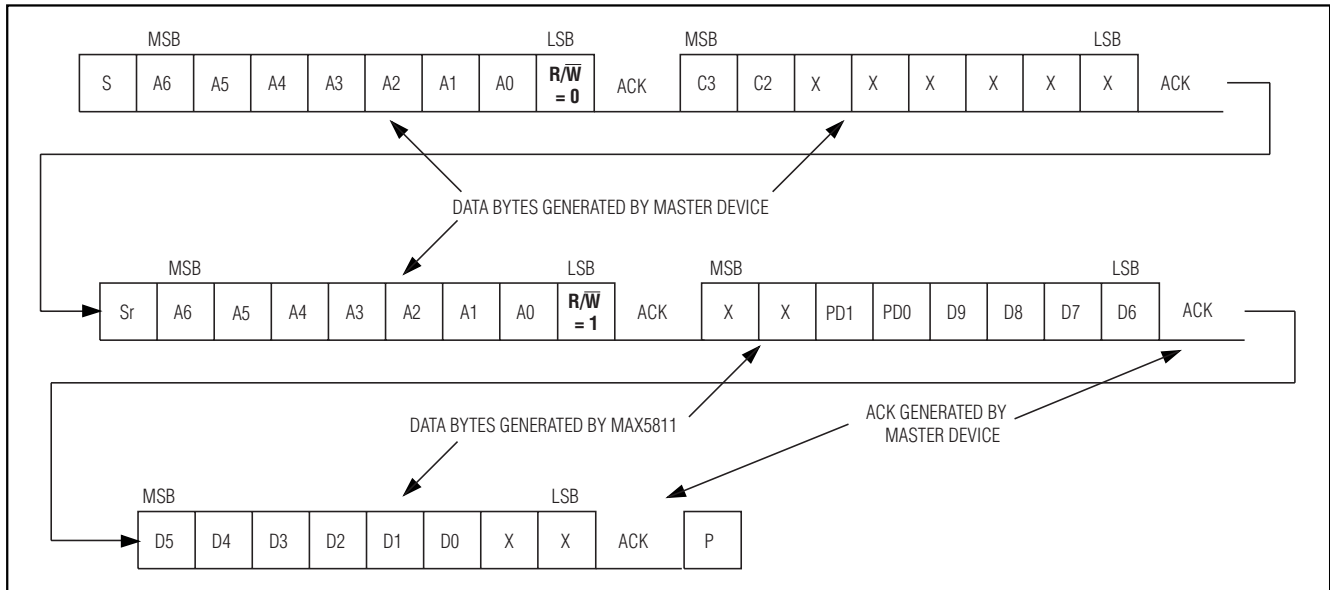 MSB LSB MSB LSB
S A6 A5 A4 A3 A2 A1 A0 R/W̅ = 0 ACK C3 C2 X X X X X X ACK
DATA BYTES GENERATED BY MASTER DEVICE
MSB LSB MSB LSB
Sr A6 A5 A4 A3 A2 A1 A0 R/W̅ = 1 ACK X X PD1 PD0 D9 D8 D7 D6 ACK
DATA BYTES GENERATED BY MAX5811
ACK GENERATED BY
MASTER DEVICE
MSB LSB
D5 D4 D3 D2 D1 D0 X X ACK P